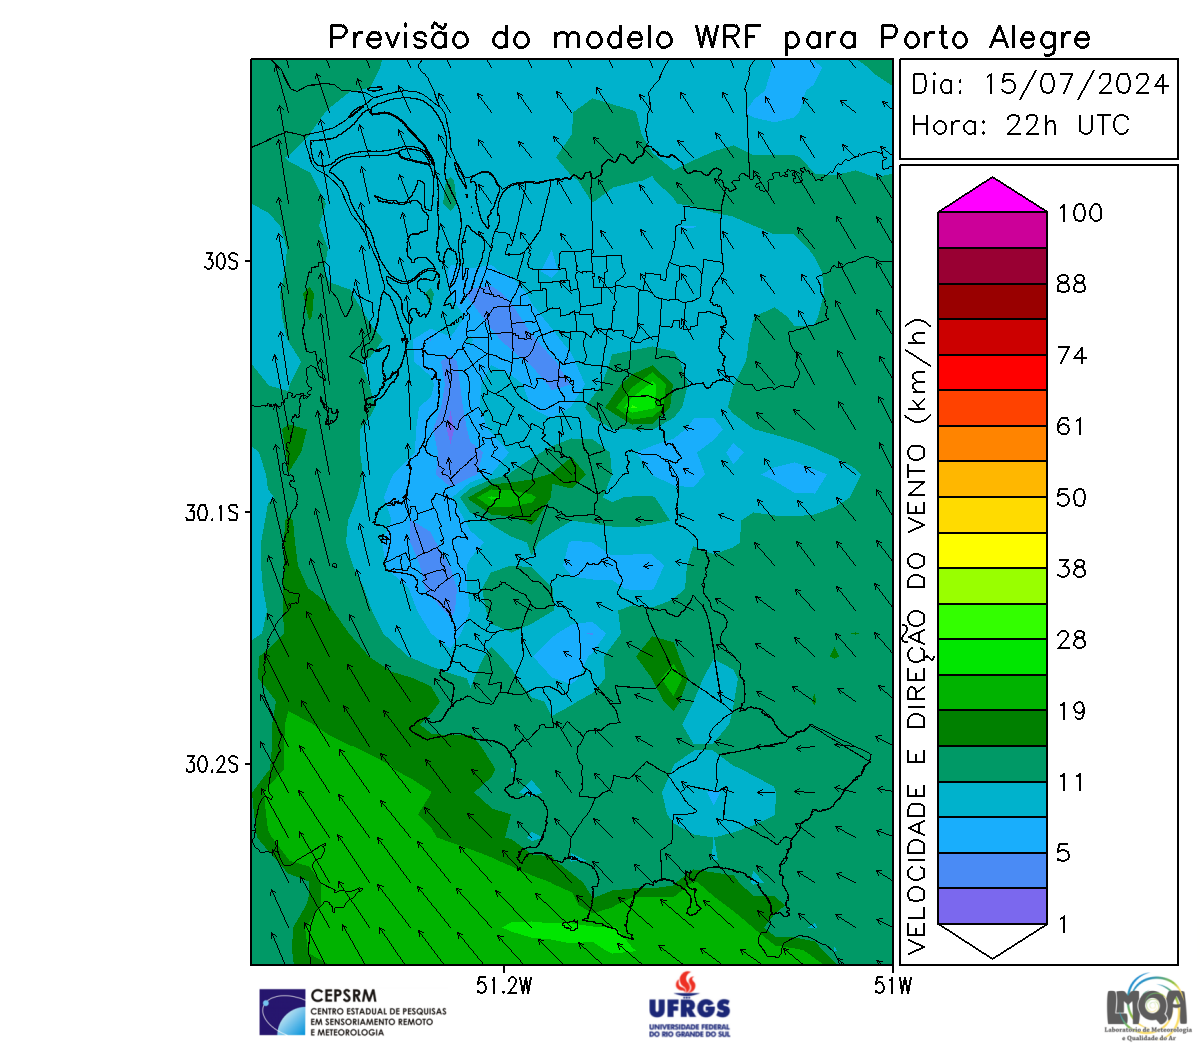 Previsão do modelo WRF para Porto Alegre
Dia: 15/07/2024
Hora: 22h UTC
30S
30.1S
30.2S
51.2W
51W
VELOCIDADE E DIREÇÃO DO VENTO (km/h)
100
88
74
61
50
38
28
19
11
5
1
CEPSRM
CENTRO ESTADUAL DE PESQUISAS
EM SENSORIAMENTO REMOTO
E METEOROLOGIA
UFRGS
UNIVERSIDADE FEDERAL
DO RIO GRANDE DO SUL
LMQA
Laboratório de Meteorologia
e Qualidade do Ar